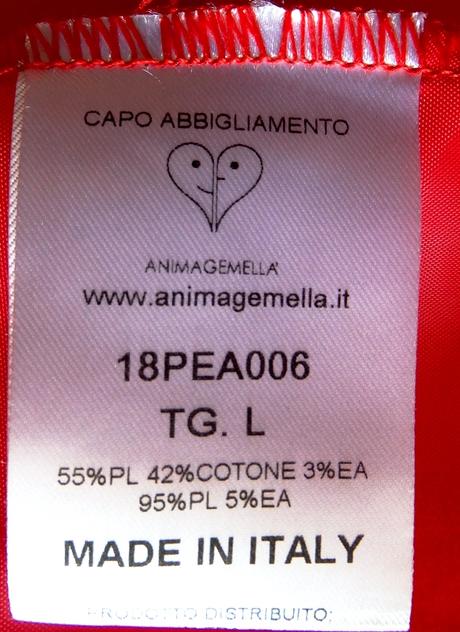 CAPO ABBIGLIAMENTO
ANIMAGEMELLA'
www.animagemella.it
18PEA006
TG. L
55%PL 42%COTONE 3%EA
95%PL 5%EA
MADE IN ITALY
PRODOTTO DISTRIBUITO: